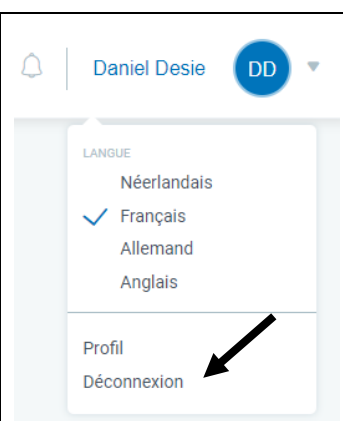 Daniel Desie DD
LANGUE
Néerlandais
Français
Allemand
Anglais
Profil
Déconnexion